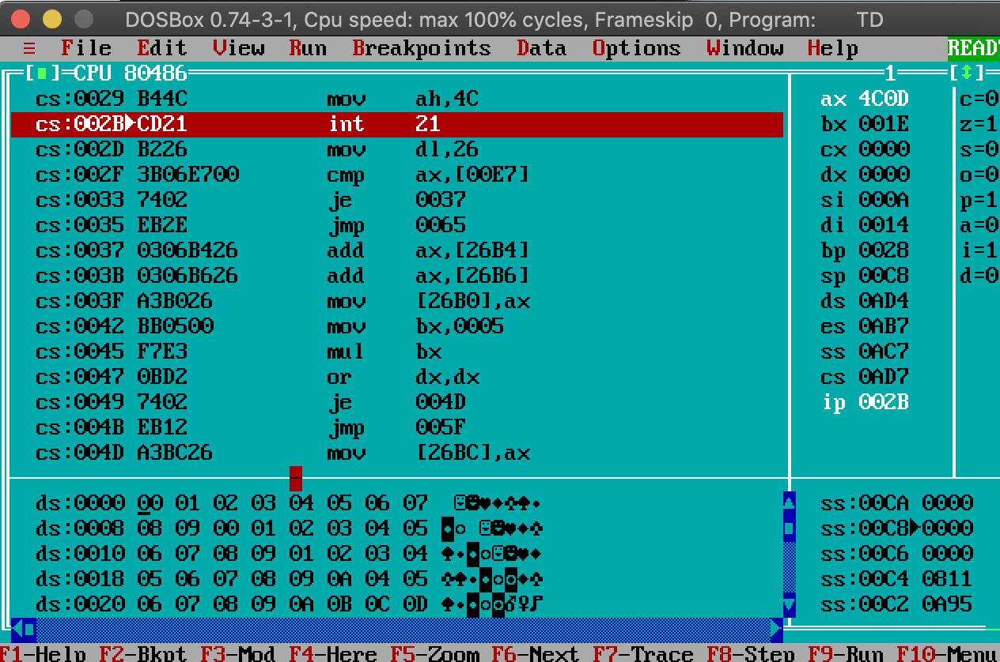 DOSBox 0.74-3-1, Cpu speed: max 100% cycles, Frameskip 0, Program: TD
≡ File Edit View Run Breakpoints Data Options Window Help READY
[■]=CPU 80486 1 [↕]
cs:0029 B44C mov ah,4C ax 4C0D c=0
cs:002B►CD21 int 21 bx 001E z=1
cs:002D B226 mov dl,26 cx 0000 s=0
cs:002F 3B06E700 cmp ax,[00E7] dx 0000 o=0
cs:0033 7402 je 0037 si 000A p=1
cs:0035 EB2E jmp 0065 di 0014 a=0
cs:0037 0306B426 add ax,[26B4] bp 0028 i=1
cs:003B 0306B626 add ax,[26B6] sp 00C8 d=0
cs:003F A3B026 mov [26B0],ax ds 0AD4
cs:0042 BB0500 mov bx,0005 es 0AB7
cs:0045 F7E3 mul bx ss 0AC7
cs:0047 0BD2 or dx,dx cs 0AD7
cs:0049 7402 je 004D ip 002B
cs:004B EB12 jmp 005F
cs:004D A3BC26 mov [26BC],ax
ds:0000 00 01 02 03 04 05 06 07 ☺☻♥♦♣♠• ss:00CA 0000
ds:0008 08 09 00 01 02 03 04 05 ◘○ ☺☻♥♦♣ ss:00C8►0000
ds:0010 06 07 08 09 01 02 03 04 ♠•◘○☺☻♥♦ ss:00C6 0000
ds:0018 05 06 07 08 09 0A 04 05 ♣♠•◘○◙♦♣ ss:00C4 0811
ds:0020 06 07 08 09 0A 0B 0C 0D ♠•◘○◙♂♀♪ ss:00C2 0A95
F1-Help F2-Bkpt F3-Mod F4-Here F5-Zoom F6-Next F7-Trace F8-Step F9-Run F10-Menu